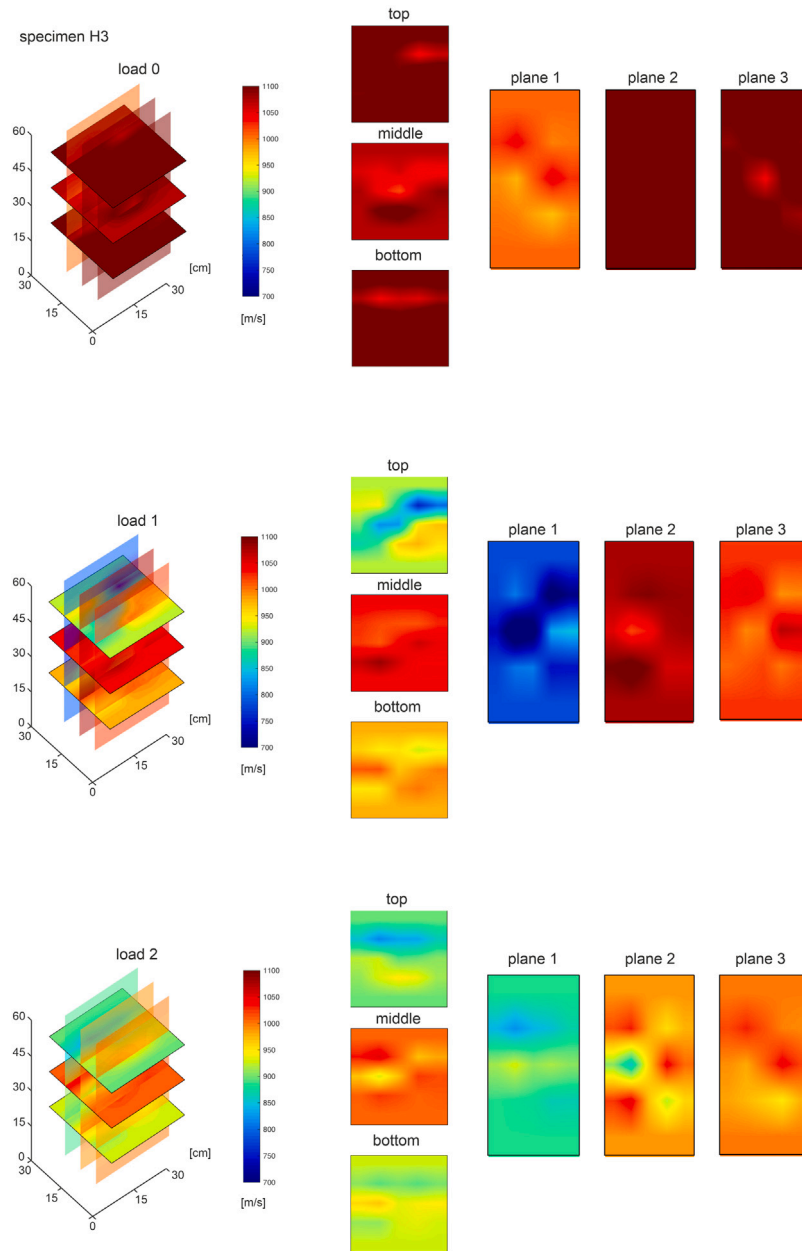 specimen H3
load 0
60
45
30
15
0
30
15
0
15
30
[cm]
1100
1050
1000
950
900
850
800
750
700
[m/s]
top
middle
bottom
plane 1
plane 2
plane 3
load 1
60
45
30
15
0
30
15
0
15
30
[cm]
1100
1050
1000
950
900
850
800
750
700
[m/s]
top
middle
bottom
plane 1
plane 2
plane 3
load 2
60
45
30
15
0
30
15
0
15
30
[cm]
1100
1050
1000
950
900
850
800
750
700
[m/s]
top
middle
bottom
plane 1
plane 2
plane 3